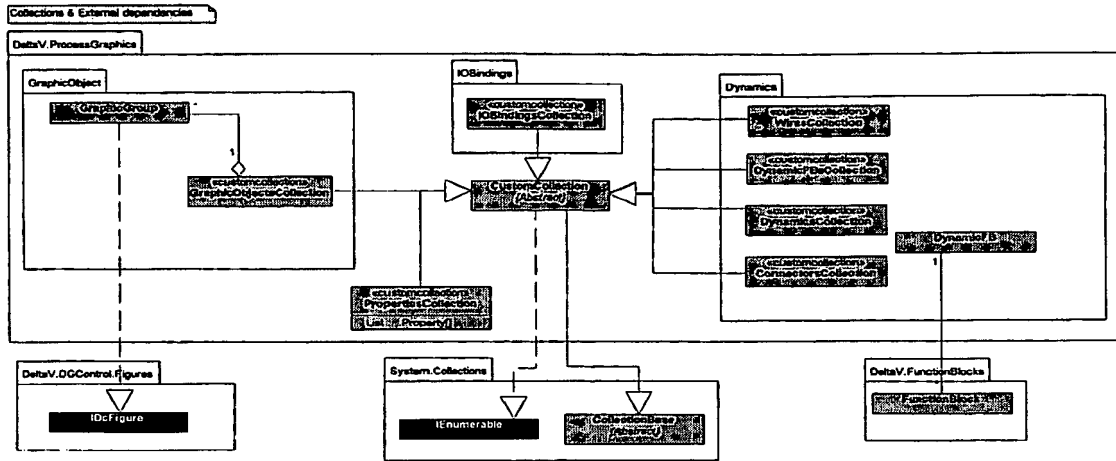 Collections & External dependencies
DeltaV.ProcessGraphics
GraphicObject
GraphicGroup
1
«customcollection»
GraphicObjectsCollection
IOBindings
«customcollection»
IOBindingsCollection
CustomCollection
{Abstract}
Dynamics
«customcollection»
WiresCollection
«customcollection»
DynamicFBsCollection
«customcollection»
DynamicsCollection
DynamicFB
1
«customcollection»
ConnectorsCollection
«customcollection»
PropertiesCollection
DeltaV.DGControl.Figures
IDcFigure
System.Collections
IEnumerable
CollectionBase
{Abstract}
DeltaV.FunctionBlocks
FunctionBlock